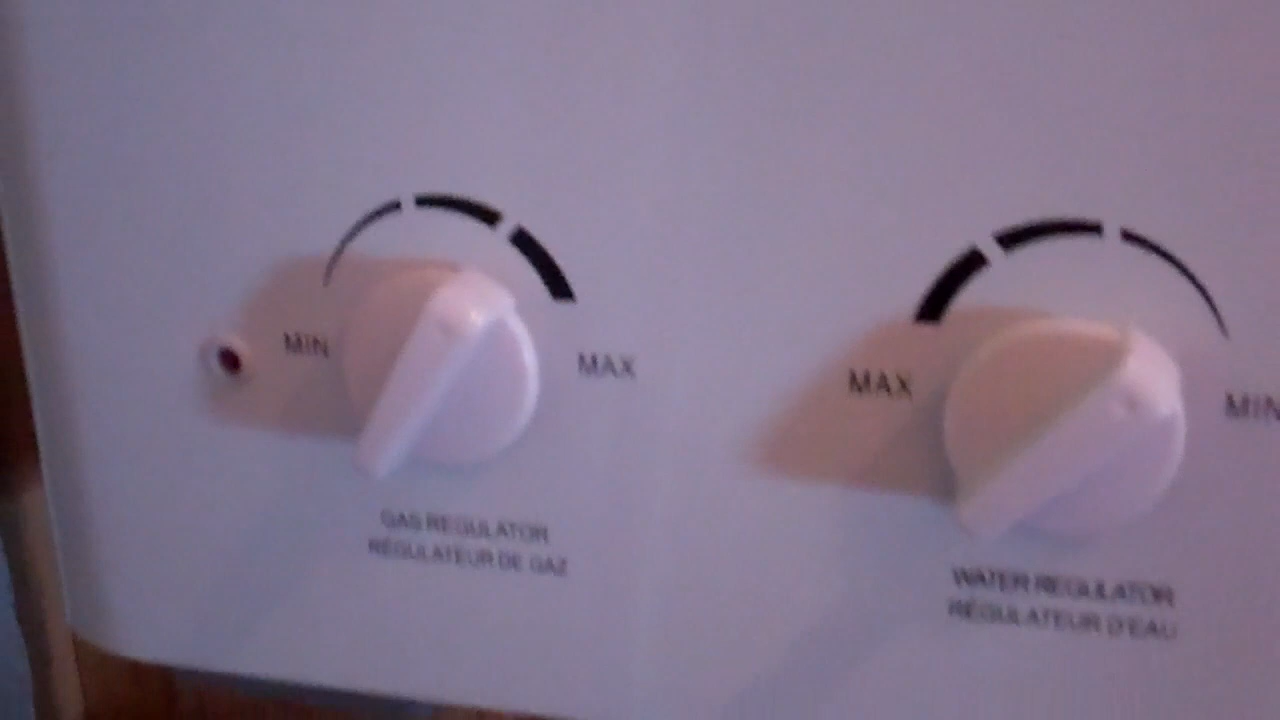 MIN
MAX
GAS REGULATOR
RÉGULATEUR DE GAZ
MAX
MIN
WATER REGULATOR
RÉGULATEUR D'EAU